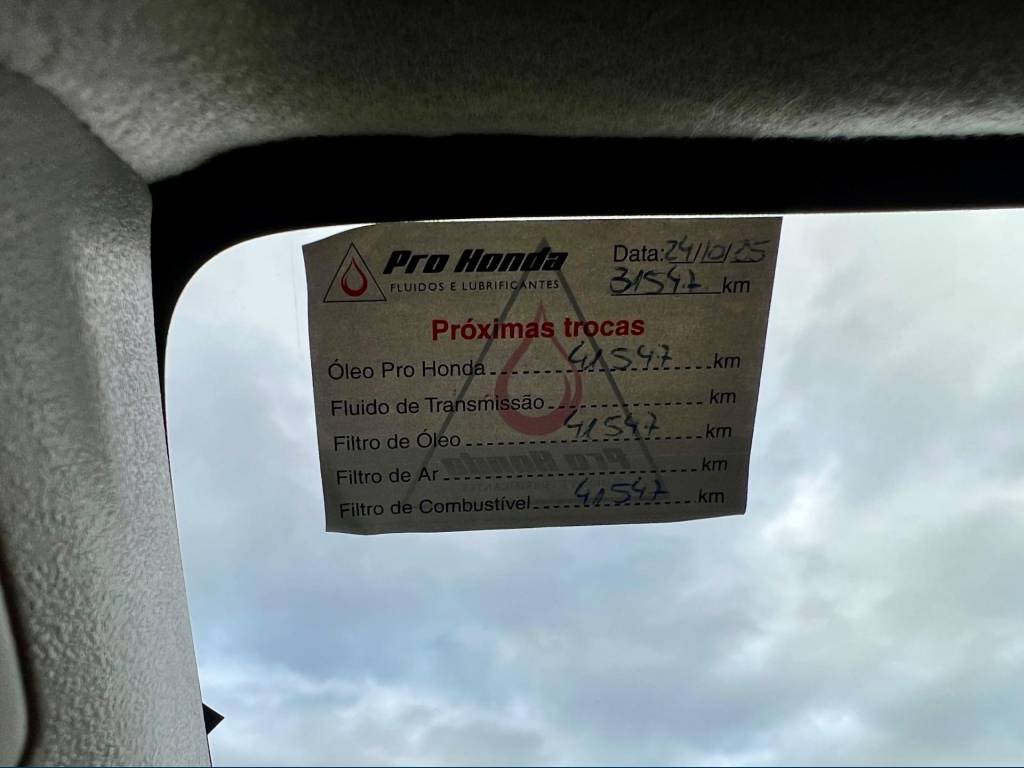 Pro Honda
FLUIDOS E LUBRIFICANTES
Data: 24/10/25
31547 km
Próximas trocas
Óleo Pro Honda 41547 km
Fluido de Transmissão km
Filtro de Óleo 41547 km
Filtro de Ar km
Filtro de Combustível 41547 km